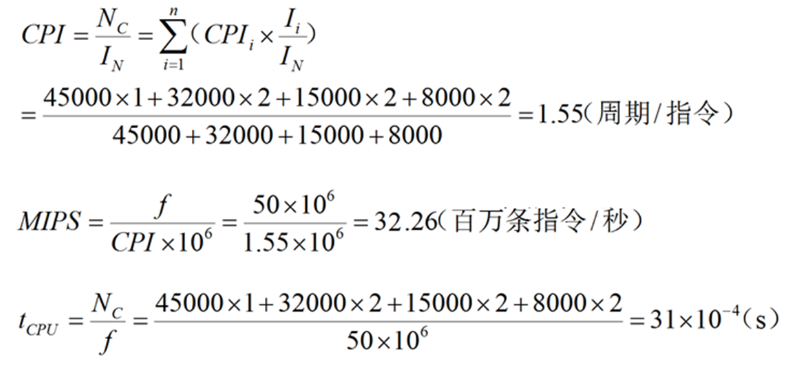 CPI = N_C / I_N = ∑_{i=1}^{n} (CPI_i × I_i / I_N)
= (45000×1+32000×2+15000×2+8000×2) / (45000+32000+15000+8000) = 1.55(周期/指令)
MIPS = f / (CPI×10^6) = (50×10^6) / (1.55×10^6) = 32.26(百万条指令/秒)
t_CPU = N_C / f = (45000×1+32000×2+15000×2+8000×2) / (50×10^6) = 31×10^{-4}(s)